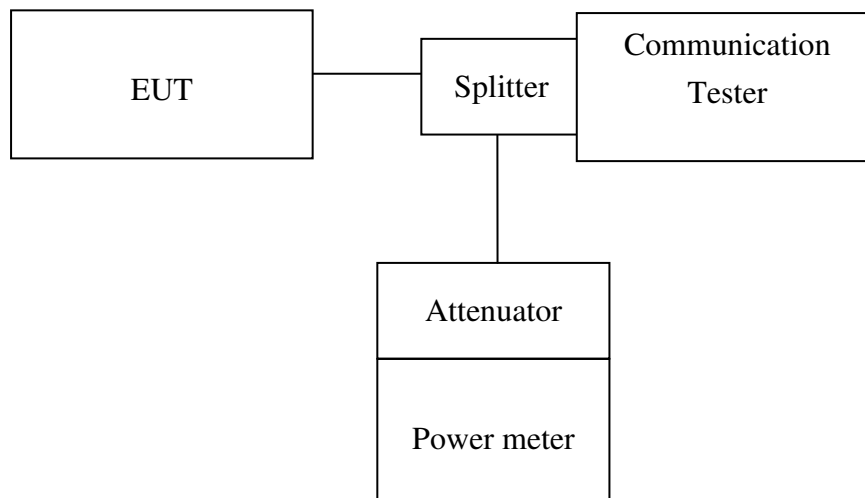 EUT
Splitter
Communication
Tester
Attenuator
Power meter